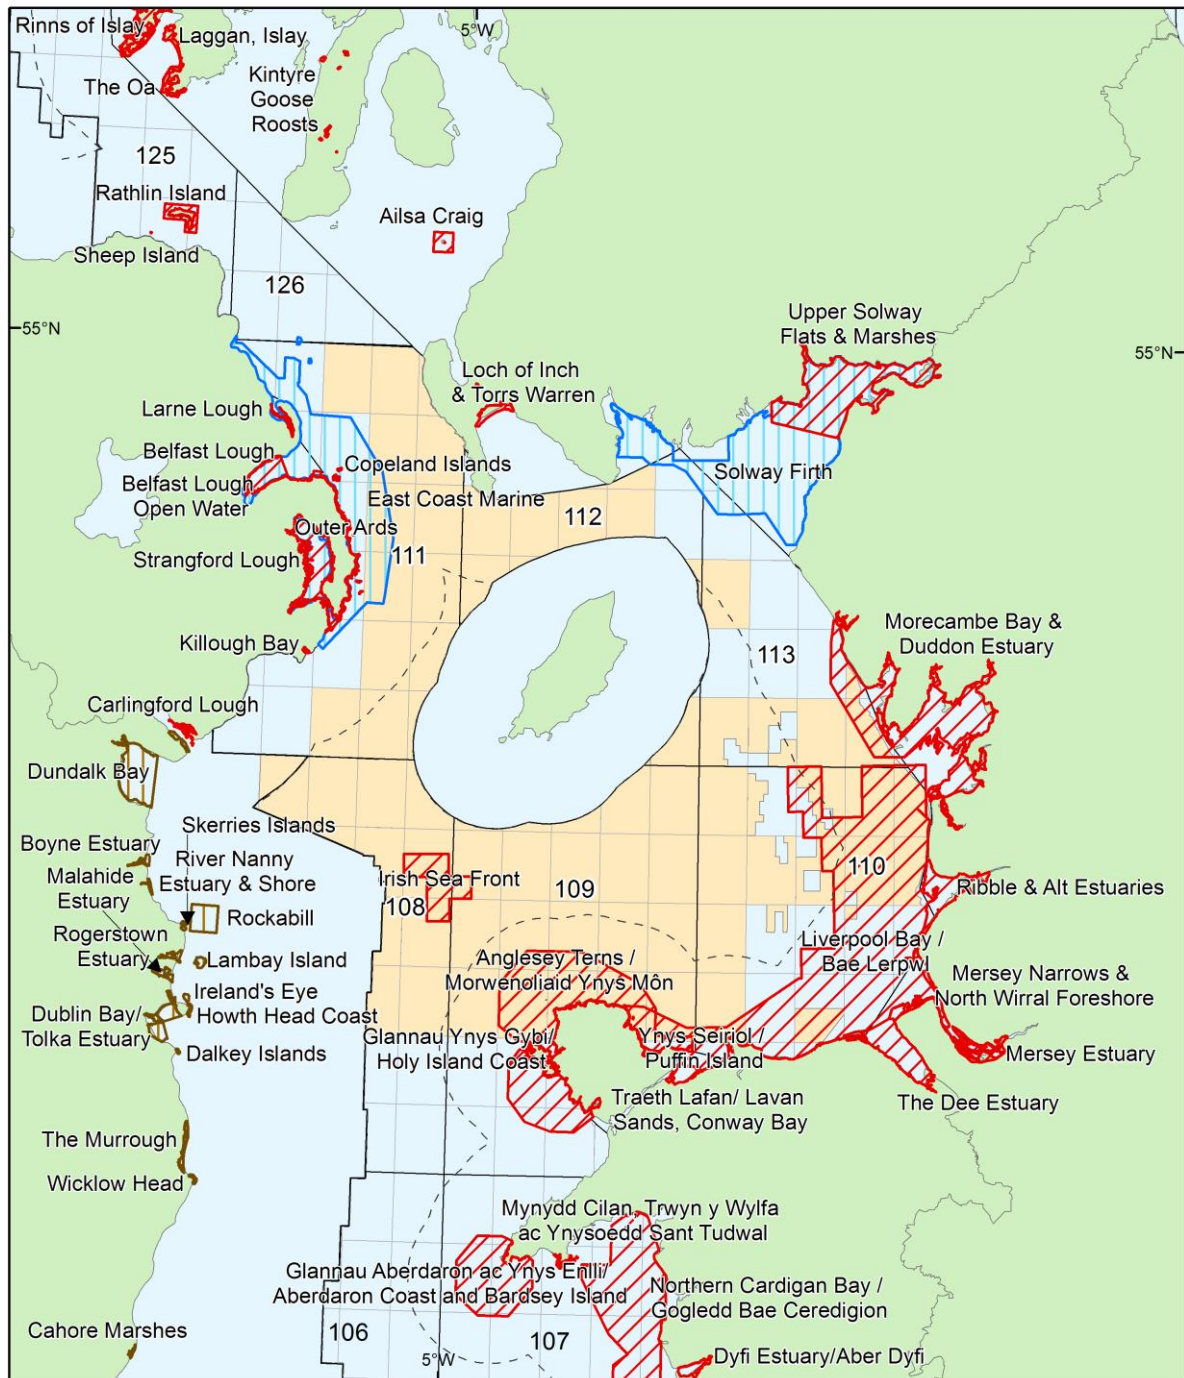 Rinns of Islay
Laggan, Islay
5°W
The Oa
Kintyre
Goose
Roosts
125
Rathlin Island
Ailsa Craig
Sheep Island
126
55°N
Upper Solway
Flats & Marshes
55°N
Loch of Inch
& Torrs Warren
Larne Lough
Belfast Lough
Copeland Islands
Solway Firth
Belfast Lough
Open Water
East Coast Marine
112
Outer Ards
111
Strangford Lough
Killough Bay
113
Morecambe Bay &
Duddon Estuary
Carlingford Lough
Dundalk Bay
Skerries Islands
Boyne Estuary
River Nanny
Estuary & Shore
Malahide
Estuary
Irish Sea Front
109
110
Ribble & Alt Estuaries
108
Rockabill
Rogerstown
Estuary
Liverpool Bay /
Bae Lerpwl
Lambay Island
Anglesey Terns /
Morwenoliaid Ynys Môn
Mersey Narrows &
North Wirral Foreshore
Ireland's Eye
Howth Head Coast
Dublin Bay/
Tolka Estuary
Glannau Ynys Gybi/
Holy Island Coast
Ynys Seiriol /
Puffin Island
Dalkey Islands
Mersey Estuary
Traeth Lafan/ Lavan
Sands, Conway Bay
The Dee Estuary
The Murrough
Wicklow Head
Mynydd Cilan, Trwyn y Wylfa
ac Ynysoedd Sant Tudwal
Glannau Aberdaron ac Ynys Enlli/
Aberdaron Coast and Bardsey Island
Northern Cardigan Bay /
Gogledd Bae Ceredigion
Cahore Marshes
106
107
5°W
Dyfi Estuary/Aber Dyfi